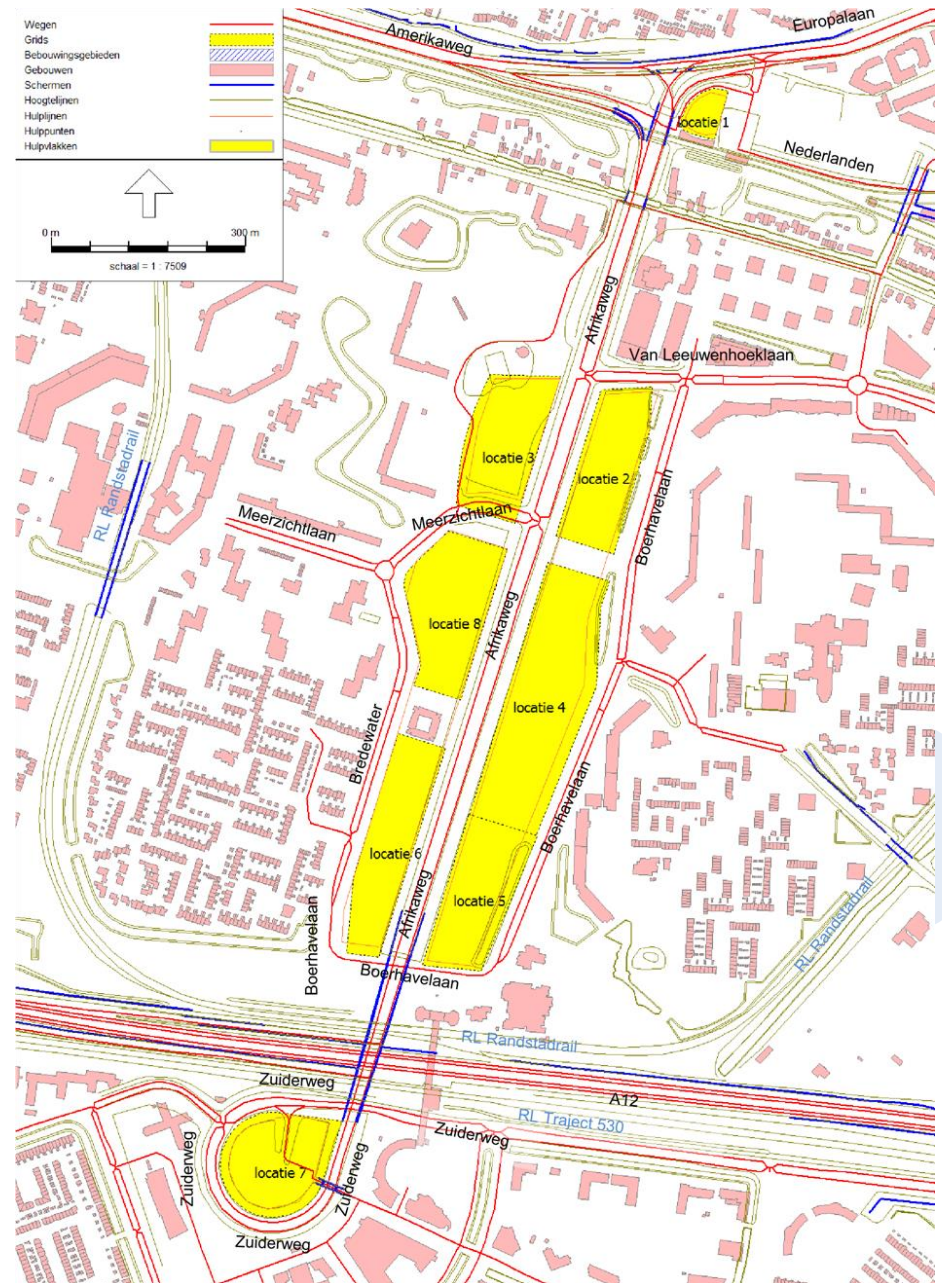 Wegen
Grids
Bebouwingsgebieden
Gebouwen
Schermen
Hoogtelijnen
Hulplijnen
Hulppunten
Hulpvlakken
0 m
300 m
schaal = 1 : 7509
Amerikaweg
Europalaan
locatie 1
Nederlanden
Afrikaweg
Van Leeuwenhoeklaan
locatie 3
locatie 2
RL Randstadrail
Meerzichtlaan
Meerzichtlaan
Boerhavelaan
locatie 8
Afrikaweg
locatie 4
Bredewater
Boerhavelaan
locatie 6
Afrikaweg
locatie 5
RL Randstadrail
Boerhavelaan
Boerhavelaan
RL Randstadrail
Zuiderweg
A12
RL Traject 530
Zuiderweg
locatie 7
Zuiderweg
Zuiderweg
Zuiderweg